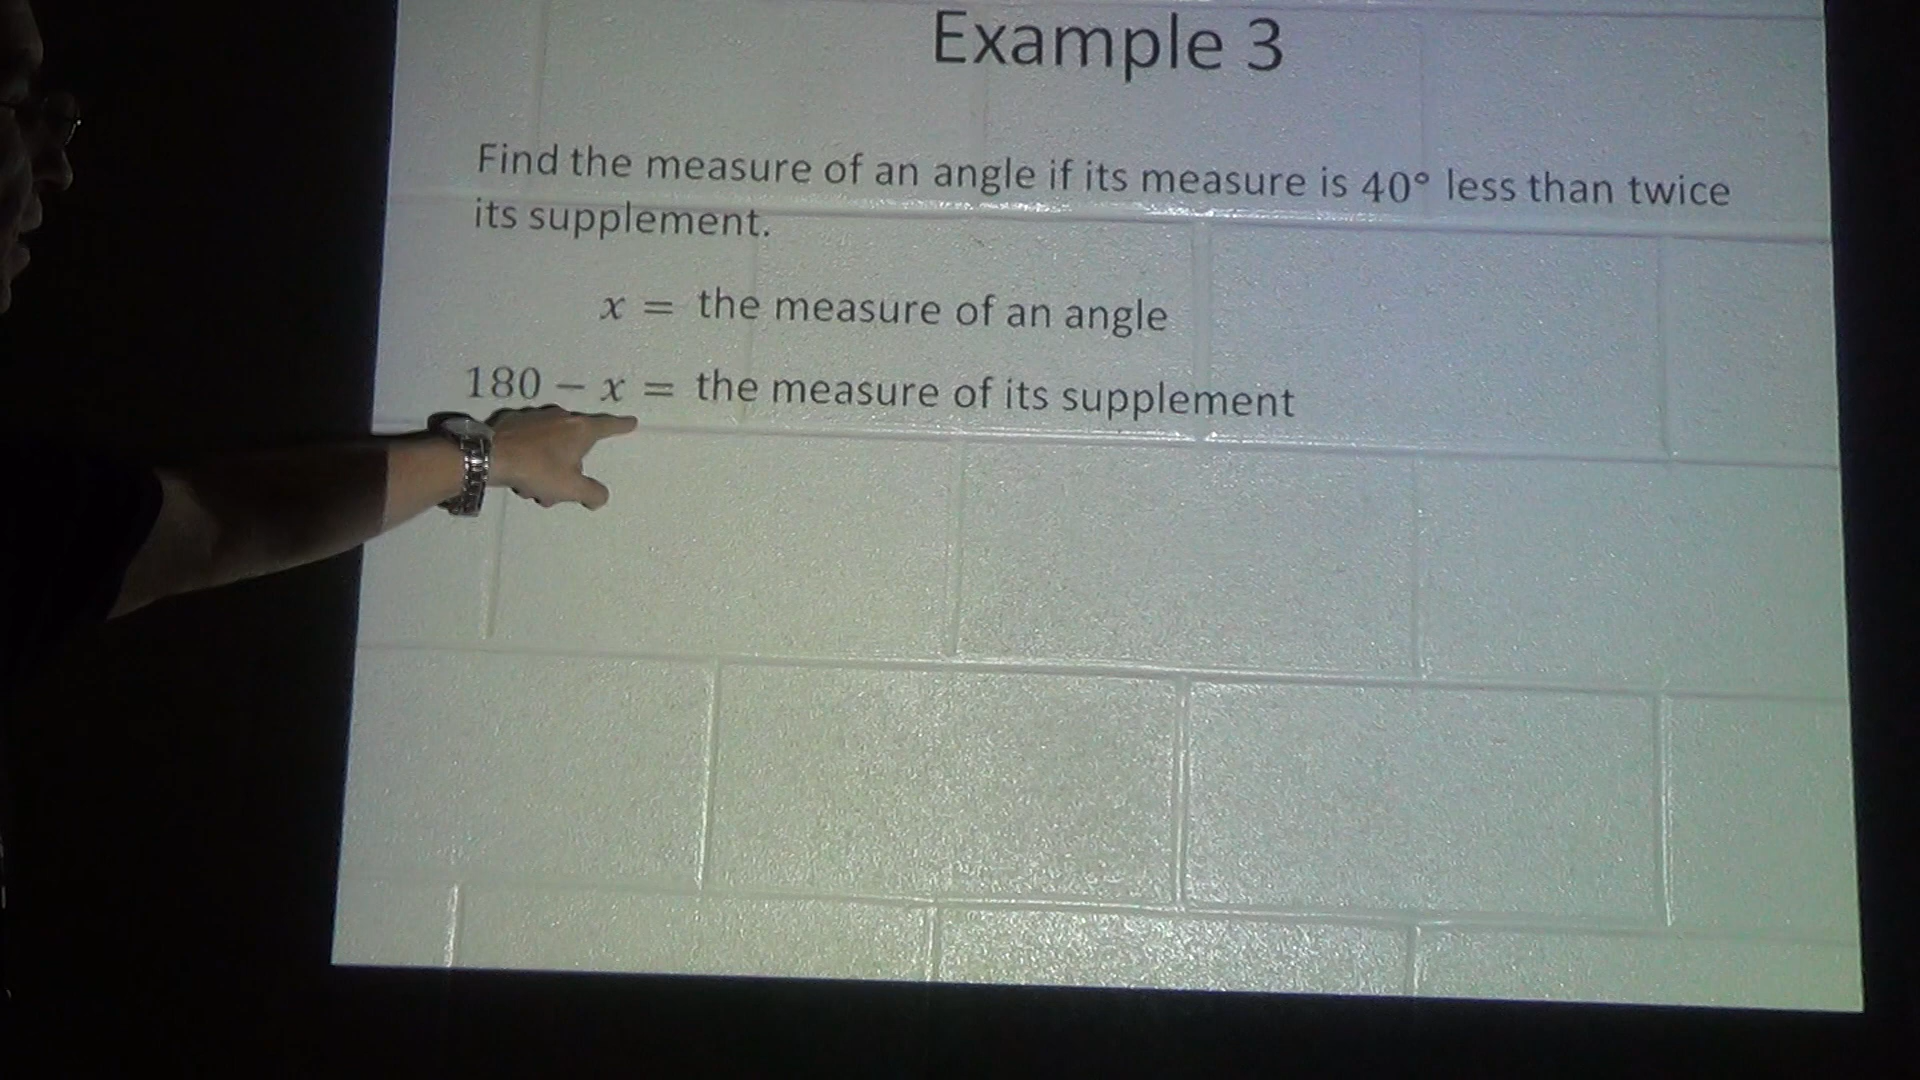 Example 3
Find the measure of an angle if its measure is 40° less than twice
its supplement.
x = the measure of an angle
180 − x = the measure of its supplement